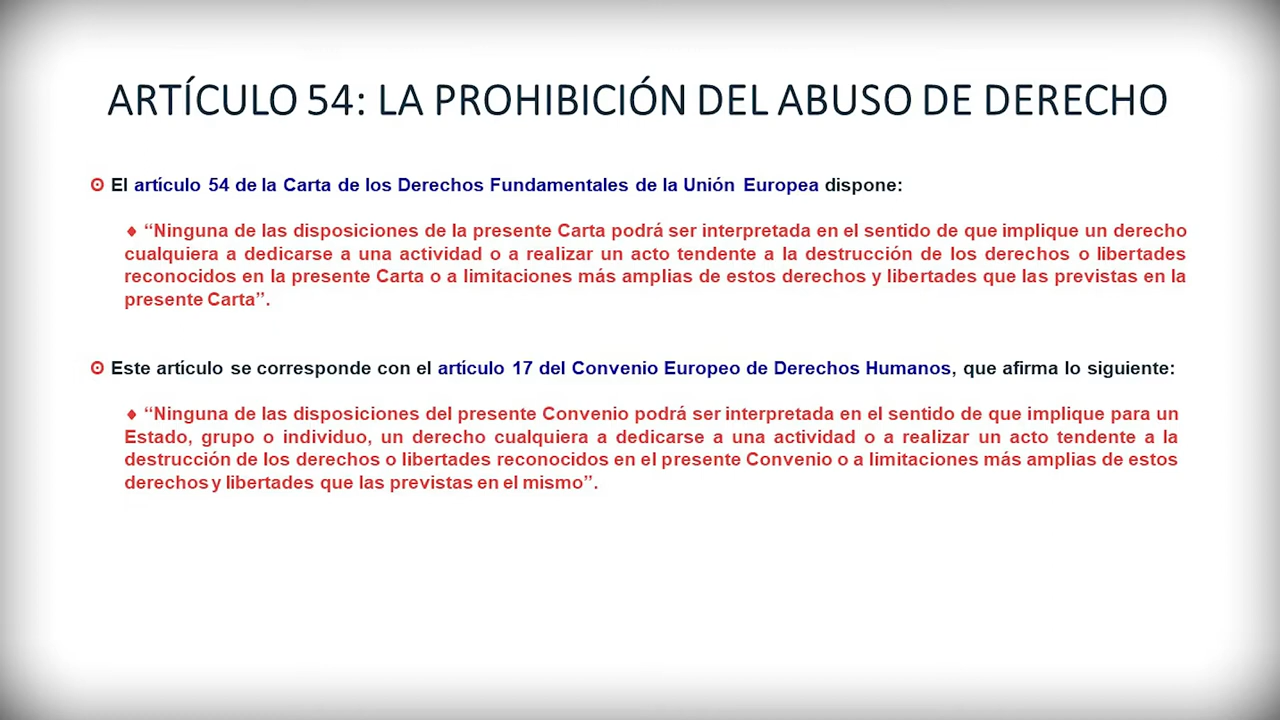 ARTÍCULO 54: LA PROHIBICIÓN DEL ABUSO DE DERECHO
El artículo 54 de la Carta de los Derechos Fundamentales de la Unión Europea dispone:
“Ninguna de las disposiciones de la presente Carta podrá ser interpretada en el sentido de que implique un derecho
cualquiera a dedicarse a una actividad o a realizar un acto tendente a la destrucción de los derechos o libertades
reconocidos en la presente Carta o a limitaciones más amplias de estos derechos y libertades que las previstas en la
presente Carta”.
Este artículo se corresponde con el artículo 17 del Convenio Europeo de Derechos Humanos, que afirma lo siguiente:
“Ninguna de las disposiciones del presente Convenio podrá ser interpretada en el sentido de que implique para un
Estado, grupo o individuo, un derecho cualquiera a dedicarse a una actividad o a realizar un acto tendente a la
destrucción de los derechos o libertades reconocidos en el presente Convenio o a limitaciones más amplias de estos
derechos y libertades que las previstas en el mismo”.